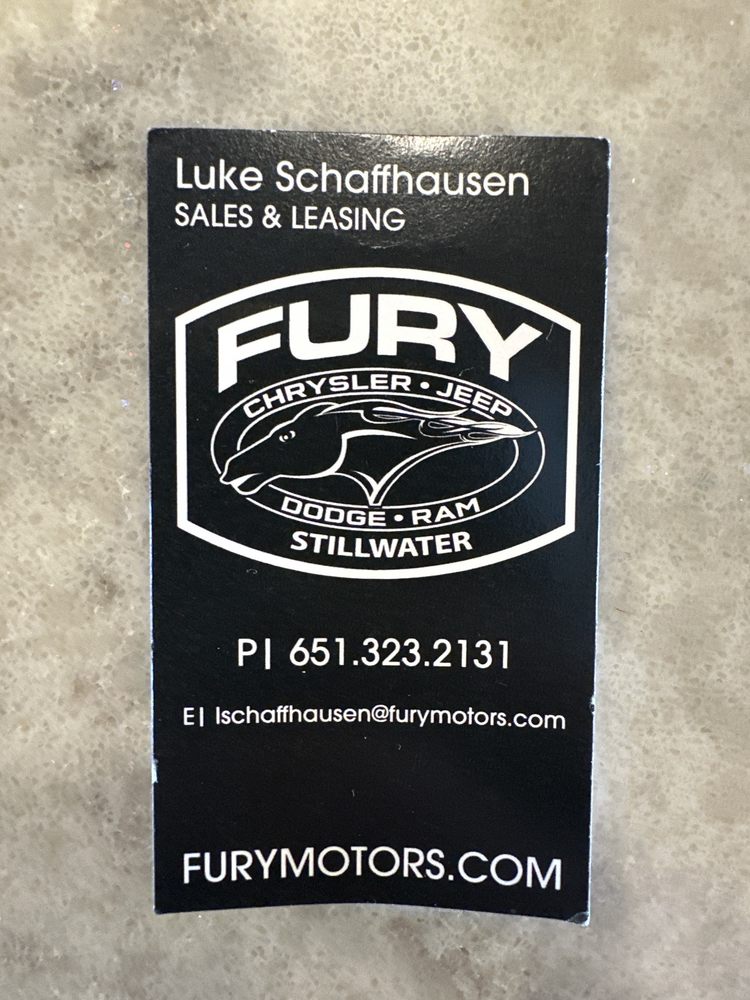 Luke Schaffhausen
SALES & LEASING
FURY
CHRYSLER • JEEP
DODGE • RAM
STILLWATER
P| 651.323.2131
E| lschaffhausen@furymotors.com
FURYMOTORS.COM